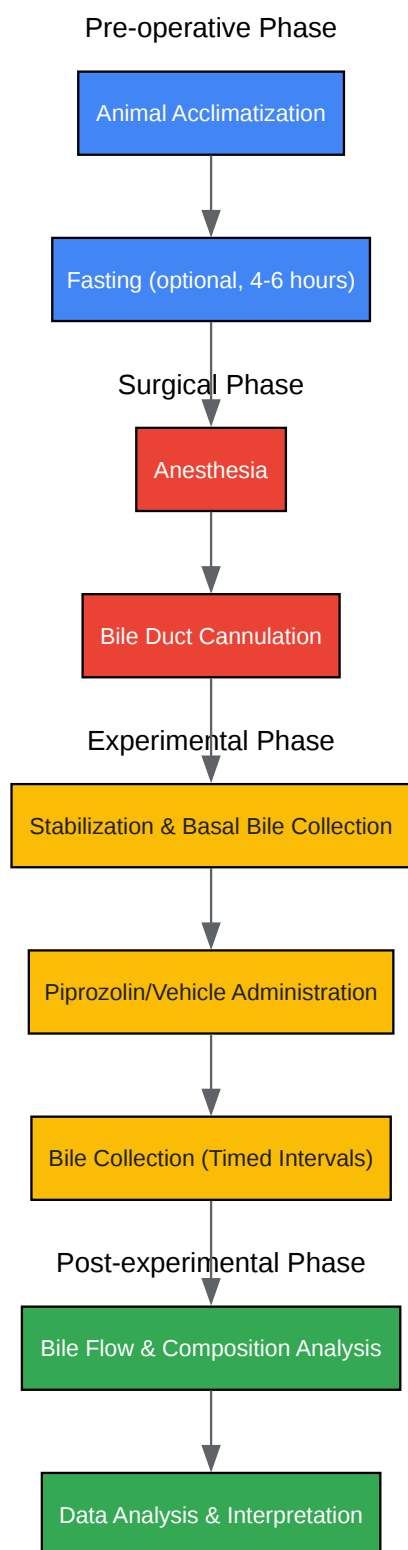 Pre-operative Phase
Animal Acclimatization
Fasting (optional, 4-6 hours)
Surgical Phase
Anesthesia
Bile Duct Cannulation
Experimental Phase
Stabilization & Basal Bile Collection
Piprozolin/Vehicle Administration
Bile Collection (Timed Intervals)
Post-experimental Phase
Bile Flow & Composition Analysis
Data Analysis & Interpretation